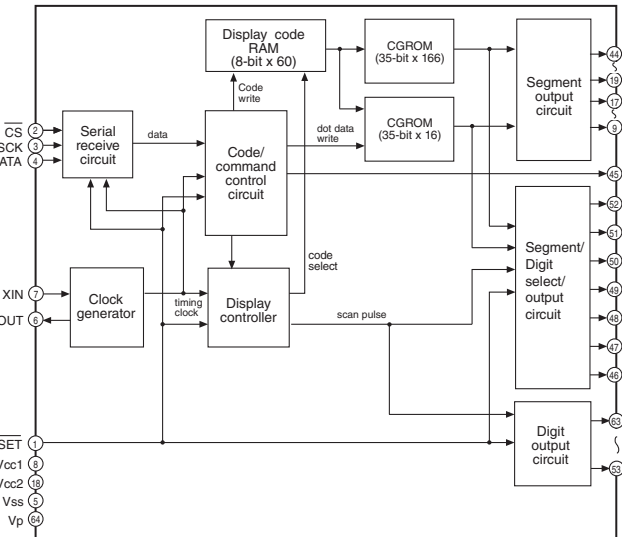 Display code
RAM
(8-bit x 60)
CGROM
(35-bit x 166)
CGROM
(35-bit x 16)
Segment
output
circuit
44
19
17
9
Code
write
CS
2
SCK
3
ATA
4
Serial
receive
circuit
data
Code/
command
control
circuit
dot data
write
45
52
51
50
49
48
47
46
Segment/
Digit
select/
output
circuit
code
select
XIN
7
OUT
6
Clock
generator
timing
clock
Display
controller
scan pulse
63
53
Digit
output
circuit
SET
1
Vcc1
8
Vcc2
18
Vss
5
Vp
64